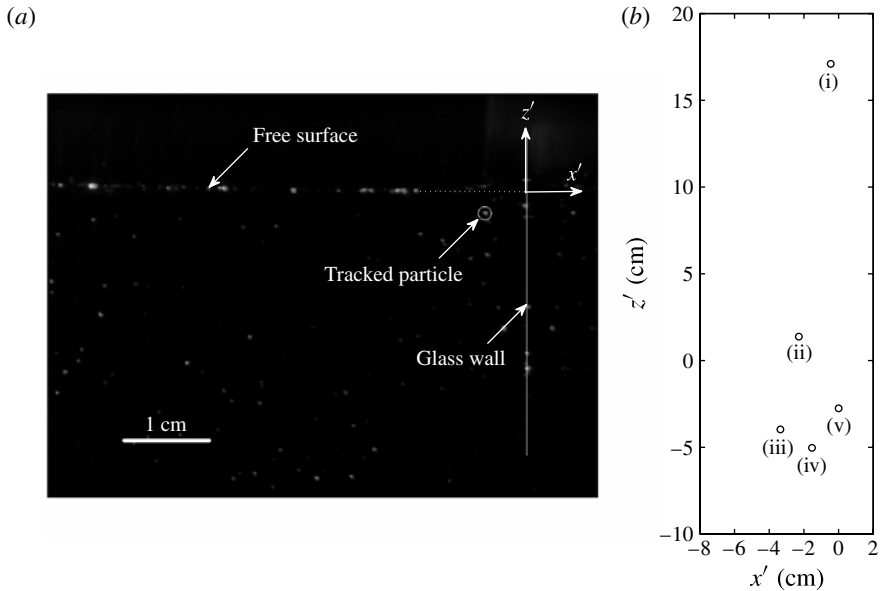 (a)
Free surface
z′
x′
Tracked particle
Glass wall
1 cm
(b)
20
15
10
5
0
−5
−10
z′ (cm)
(i)
(ii)
(iii)
(iv)
(v)
−8 −6 −4 −2 0 2
x′ (cm)